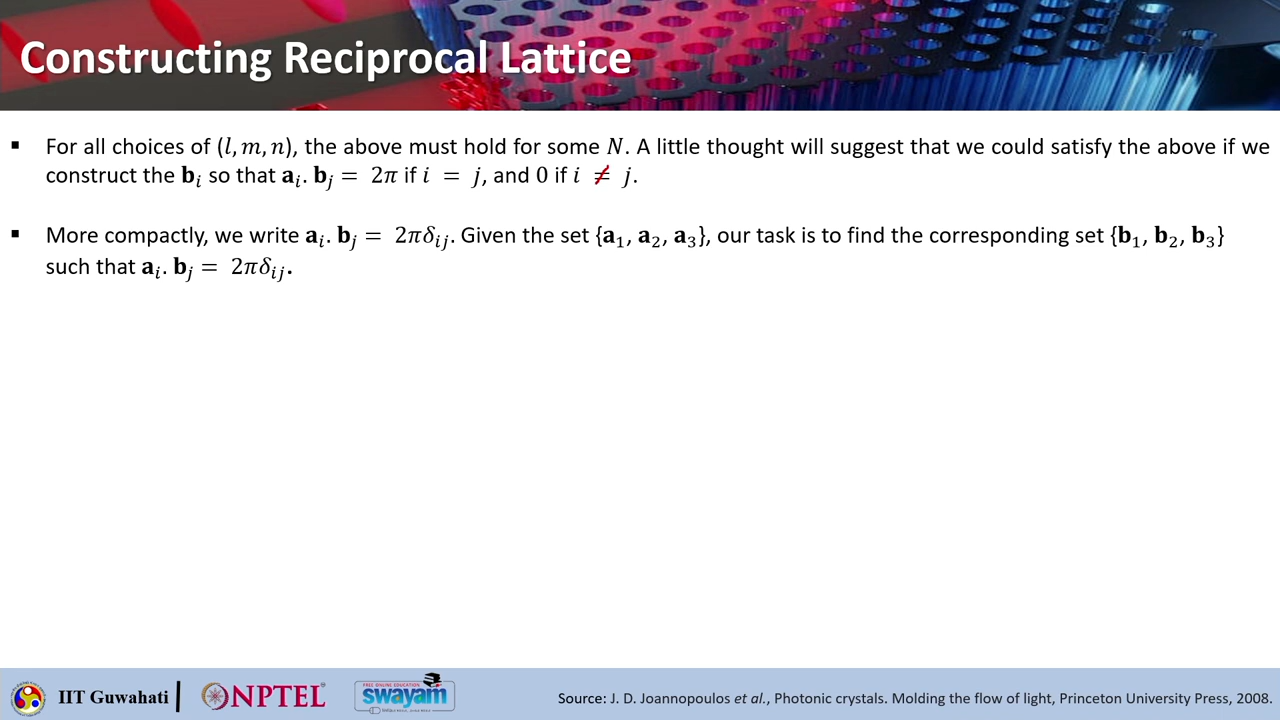 Constructing Reciprocal Lattice
▪ For all choices of (l, m, n), the above must hold for some N. A little thought will suggest that we could satisfy the above if we
construct the 𝐛ᵢ so that 𝐚ᵢ. 𝐛ⱼ = 2π if i = j, and 0 if i ≠ j.
▪ More compactly, we write 𝐚ᵢ. 𝐛ⱼ = 2πδᵢⱼ. Given the set {𝐚₁, 𝐚₂, 𝐚₃}, our task is to find the corresponding set {𝐛₁, 𝐛₂, 𝐛₃}
such that 𝐚ᵢ. 𝐛ⱼ = 2πδᵢⱼ.
IIT Guwahati
NPTEL
FREE ONLINE EDUCATION
swayam
Source: J. D. Joannopoulos et al., Photonic crystals. Molding the flow of light, Princeton University Press, 2008.